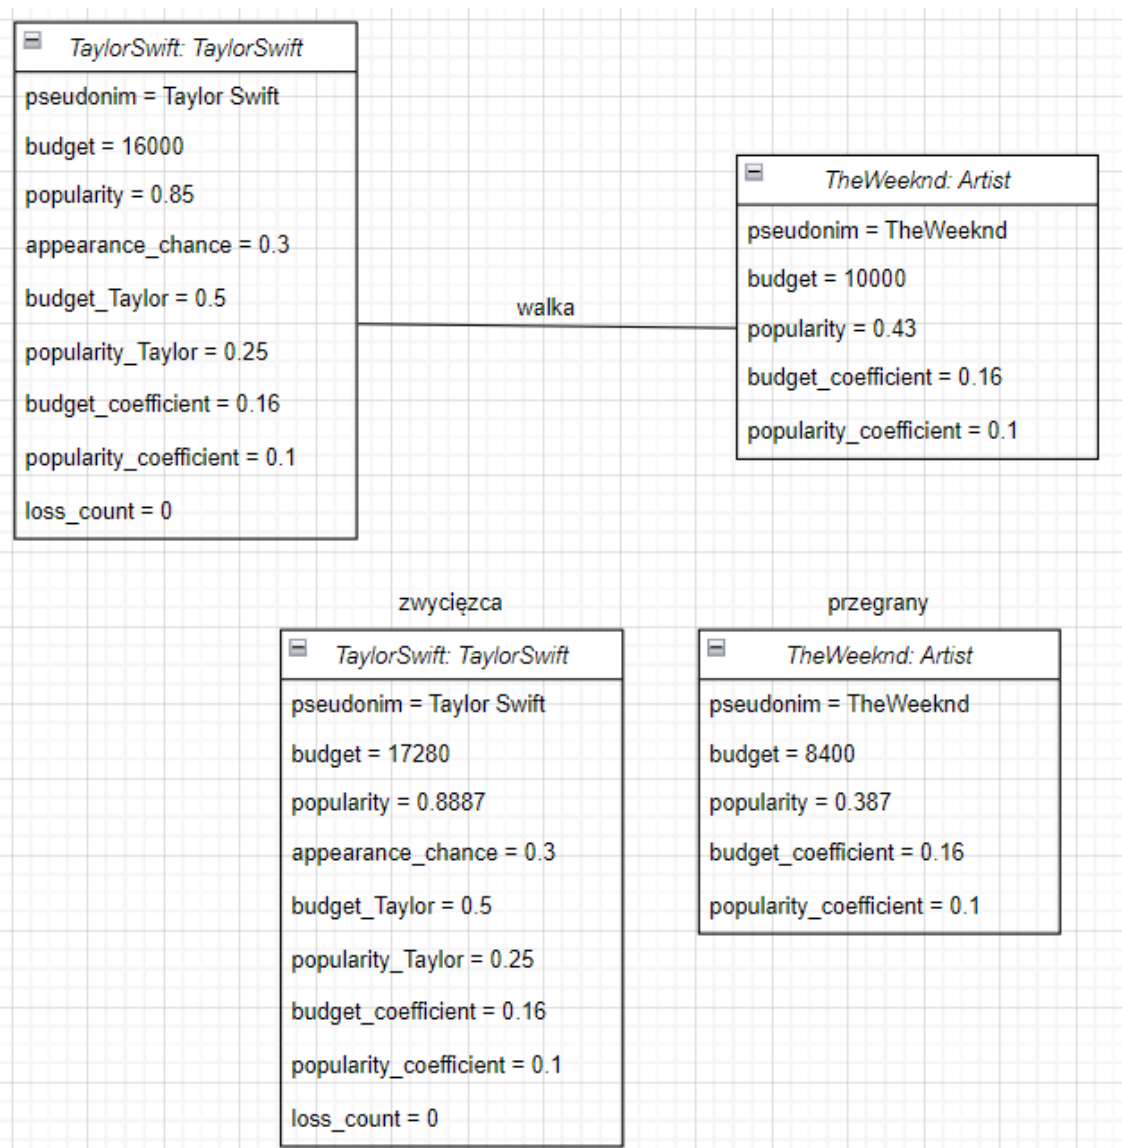 TaylorSwift: TaylorSwift
pseudonim = Taylor Swift
budget = 16000
popularity = 0.85
appearance_chance = 0.3
budget_Taylor = 0.5
popularity_Taylor = 0.25
budget_coefficient = 0.16
popularity_coefficient = 0.1
loss_count = 0
walka
TheWeeknd: Artist
pseudonim = TheWeeknd
budget = 10000
popularity = 0.43
budget_coefficient = 0.16
popularity_coefficient = 0.1
zwycięzca
TaylorSwift: TaylorSwift
pseudonim = Taylor Swift
budget = 17280
popularity = 0.8887
appearance_chance = 0.3
budget_Taylor = 0.5
popularity_Taylor = 0.25
budget_coefficient = 0.16
popularity_coefficient = 0.1
loss_count = 0
przegrany
TheWeeknd: Artist
pseudonim = TheWeeknd
budget = 8400
popularity = 0.387
budget_coefficient = 0.16
popularity_coefficient = 0.1